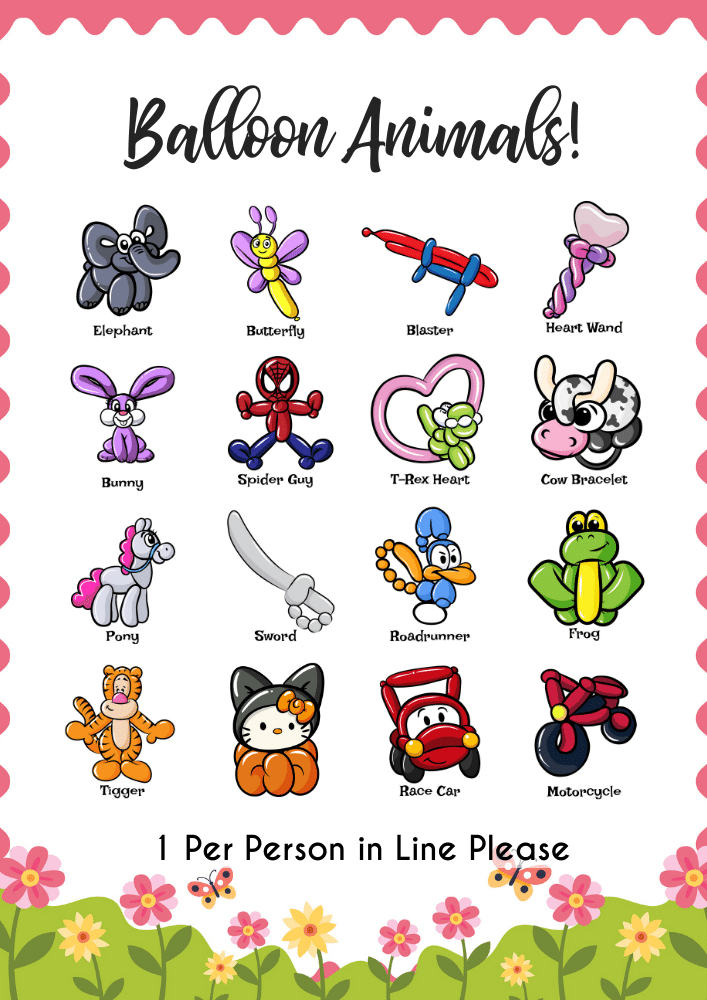 Balloon Animals!
Elephant
Butterfly
Blaster
Heart Wand
Bunny
Spider Guy
T-Rex Heart
Cow Bracelet
Pony
Sword
Roadrunner
Frog
Tigger
Race Car
Motorcycle
1 Per Person in Line Please